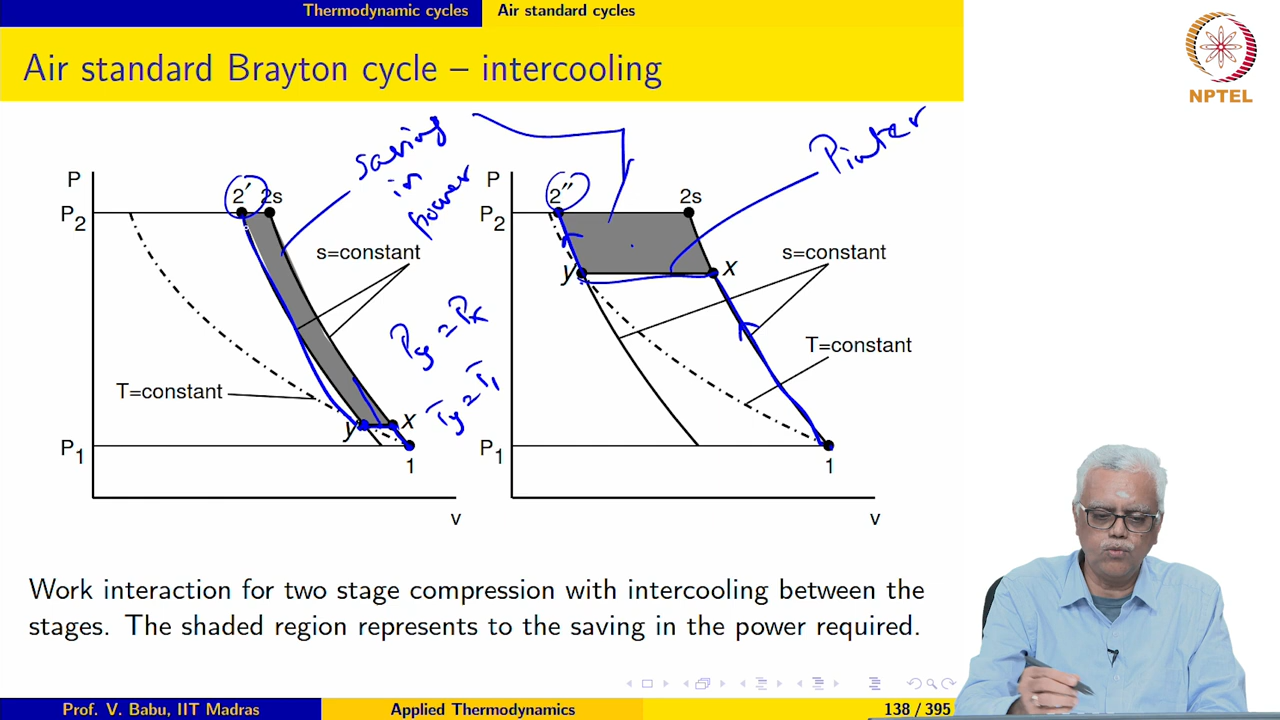 Thermodynamic cycles
Air standard cycles
Air standard Brayton cycle – intercooling
NPTEL
P
P2
P1
2'
2s
saving
in
power
s=constant
T=constant
Py = Px
Ty = T1
y
x
1
v
P
P2
P1
2''
2s
Pinter
s=constant
T=constant
y
x
1
v
Work interaction for two stage compression with intercooling between the
stages. The shaded region represents to the saving in the power required.
Prof. V. Babu, IIT Madras
Applied Thermodynamics
138 / 395